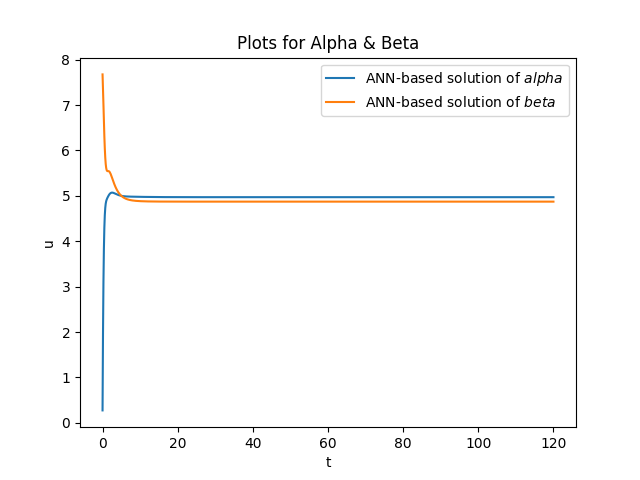 Plots for Alpha & Beta
ANN-based solution of alpha
ANN-based solution of beta
8
7
6
5
4
3
2
1
0
u
0 20 40 60 80 100 120
t